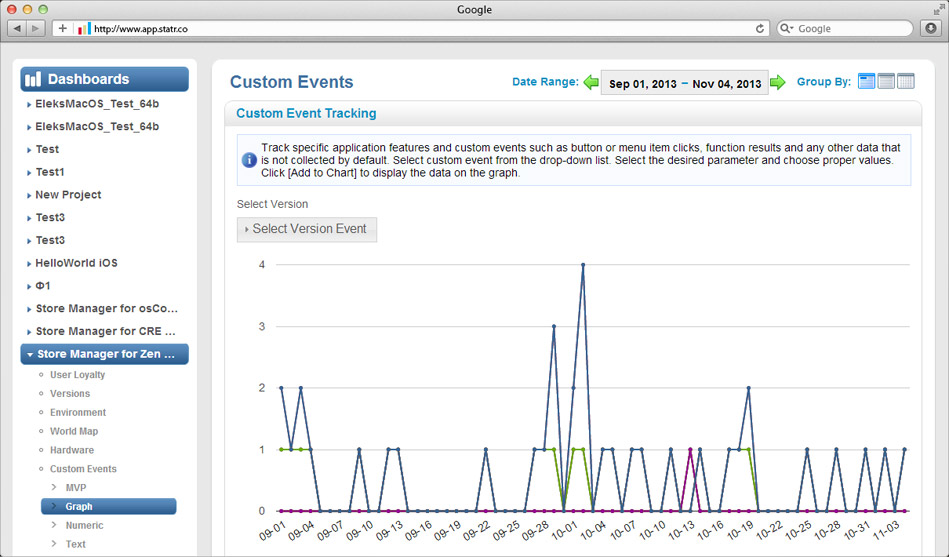 Google
http://www.app.statr.co
Google
Dashboards
EleksMacOS_Test_64b
EleksMacOS_Test_64b
Test
Test1
New Project
Test3
Test3
HelloWorld iOS
Ф1
Store Manager for osCo...
Store Manager for CRE ...
Store Manager for Zen ...
User Loyalty
Versions
Environment
World Map
Hardware
Custom Events
MVP
Graph
Numeric
Text
Custom Events
Date Range: Sep 01, 2013 – Nov 04, 2013 Group By:
Custom Event Tracking
Track specific application features and custom events such as button or menu item clicks, function results and any other data that
is not collected by default. Select custom event from the drop-down list. Select the desired parameter and choose proper values.
Click [Add to Chart] to display the data on the graph.
Select Version
Select Version Event
4
3
2
1
0
09-01 09-04 09-07 09-10 09-13 09-16 09-19 09-22 09-25 09-28 10-01 10-04 10-07 10-10 10-13 10-16 10-19 10-22 10-25 10-28 10-31 11-03